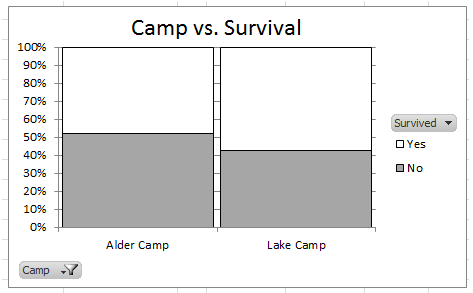 Camp vs. Survival
100%
90%
80%
70%
60%
50%
40%
30%
20%
10%
0%
Alder Camp
Lake Camp
Survived
Yes
No
Camp